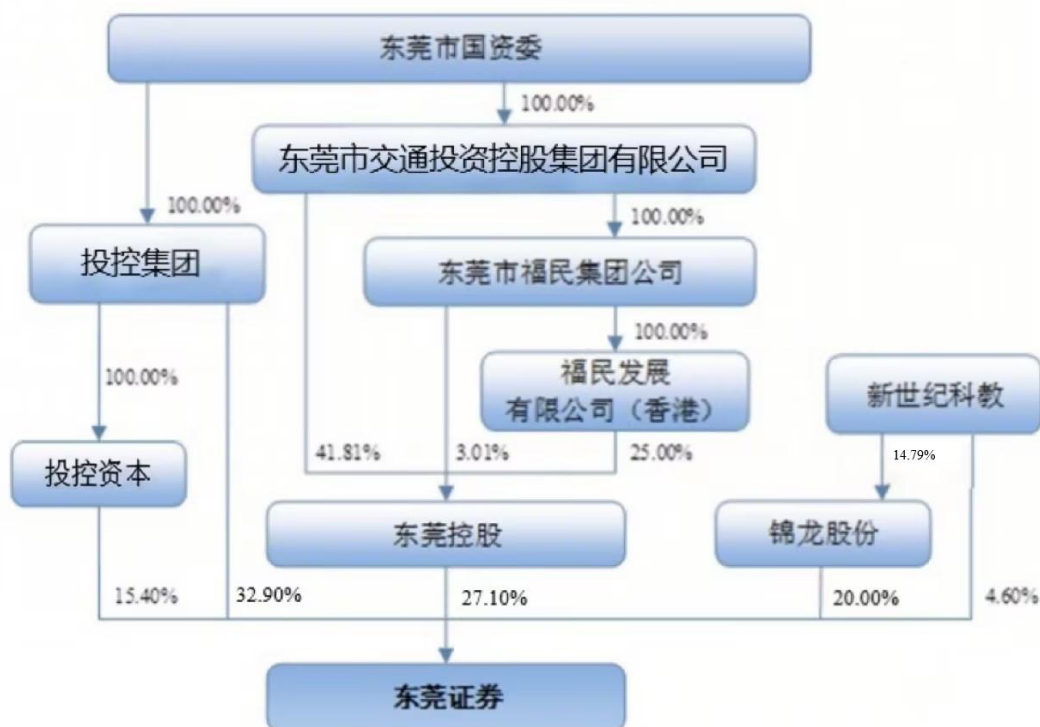 东莞市国资委
100.00%
东莞市交通投资控股集团有限公司
100.00%
100.00%
投控集团
东莞市福民集团公司
100.00%
100.00%
福民发展
有限公司（香港）
新世纪科教
投控资本
41.81%
3.01%
25.00%
14.79%
东莞控股
锦龙股份
15.40%
32.90%
27.10%
20.00%
4.60%
东莞证券